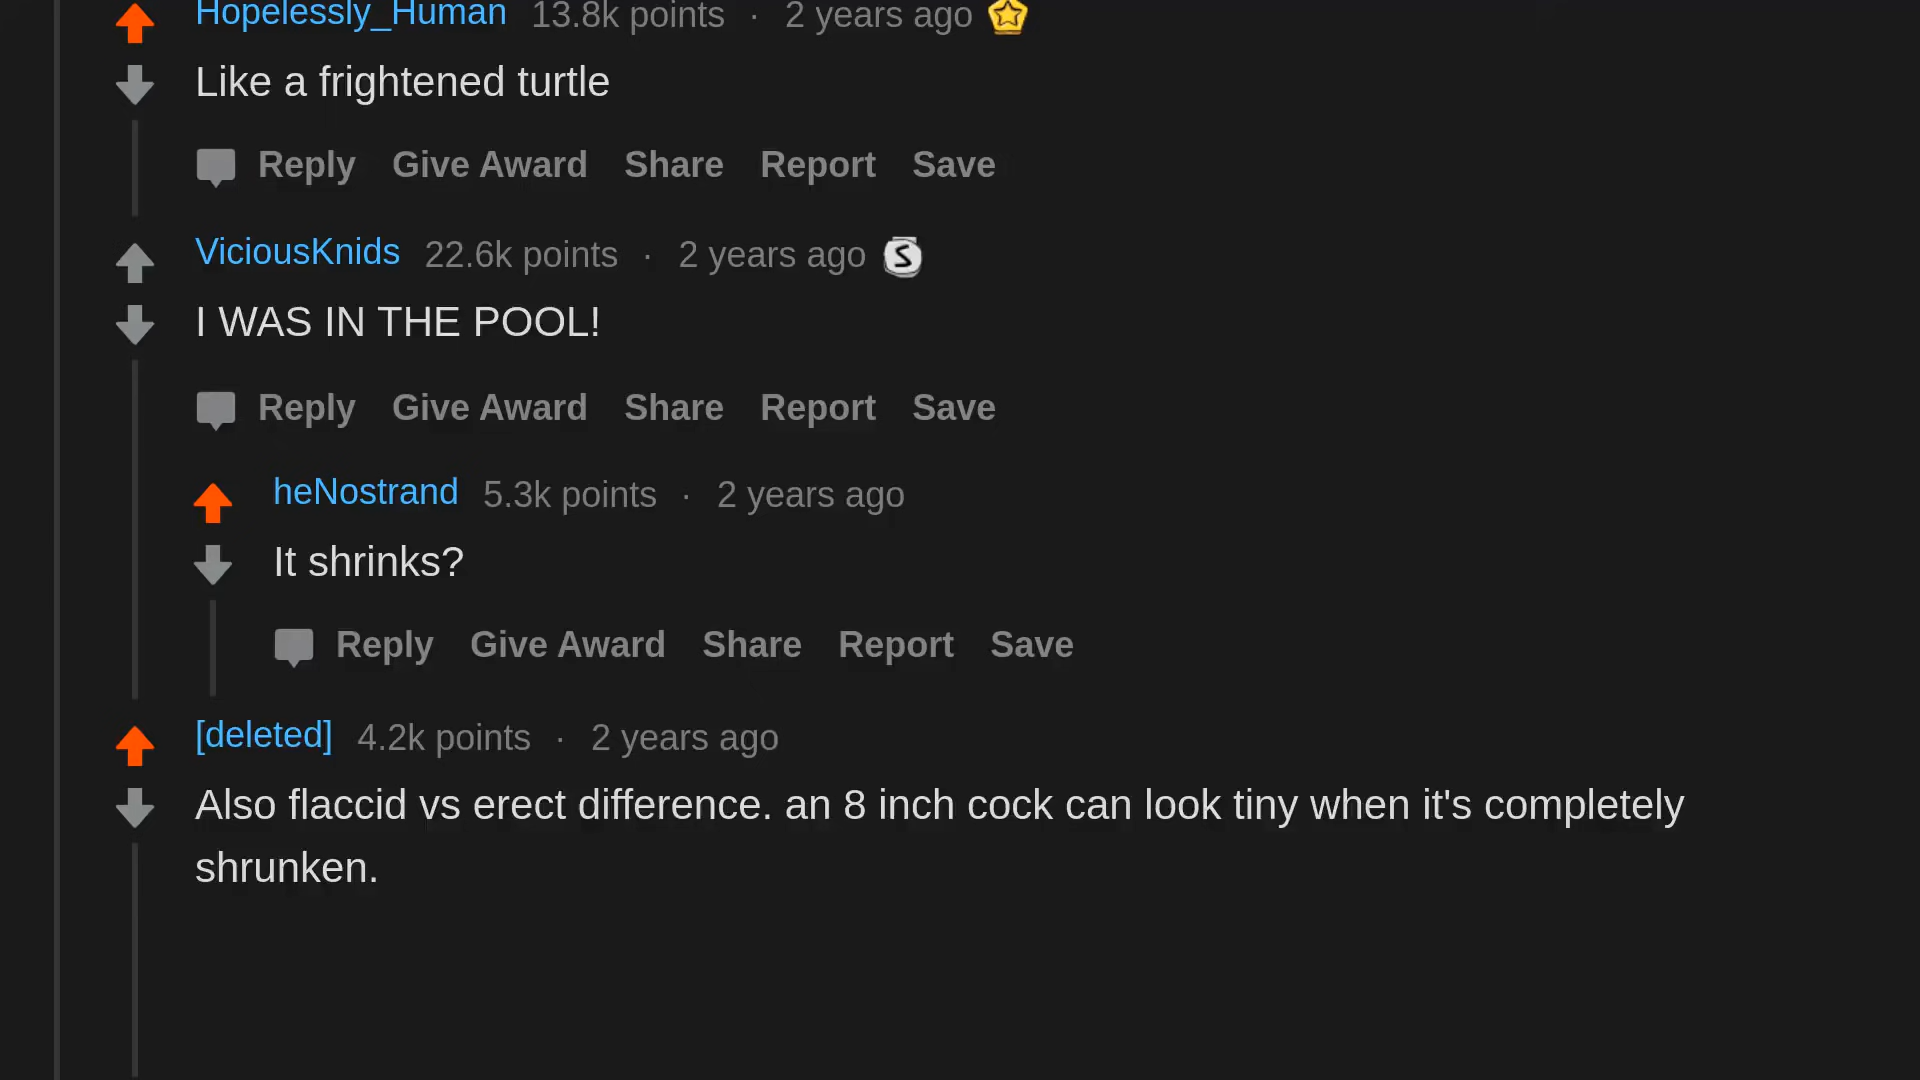 Hopelessly_Human 13.8k points · 2 years ago
Like a frightened turtle
Reply Give Award Share Report Save
ViciousKnids 22.6k points · 2 years ago S
I WAS IN THE POOL!
Reply Give Award Share Report Save
heNostrand 5.3k points · 2 years ago
It shrinks?
Reply Give Award Share Report Save
[deleted] 4.2k points · 2 years ago
Also flaccid vs erect difference. an 8 inch cock can look tiny when it's completely
shrunken.